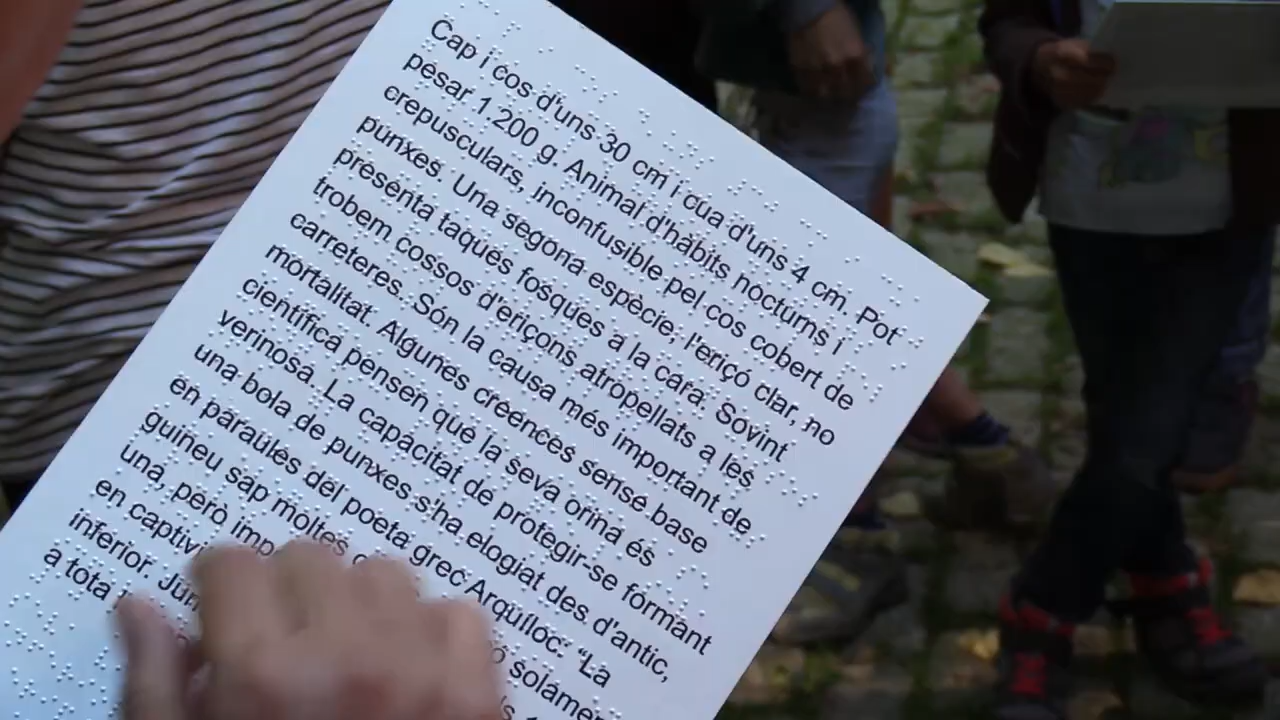 Cap i cos d'uns 30 cm i cua d'uns 4 cm. Pot
pesar 1.200 g. Animal d'hàbits nocturns i
crepusculars, inconfusible pel cos cobert de
punxes. Una segona espècie, l'eriçó clar, no
presenta taques fosques a la cara. Sovint
trobem cossos d'eriçons atropellats a les
carreteres. Són la causa més important de
mortalitat. Algunes creences sense base
científica pensen que la seva orina és
verinosa. La capacitat de protegir-se formant
una bola de punxes s'ha elogiat des d'antic,
en paraules del poeta grec Arquíloc: “La
guineu sap moltes
una, però
en
inferior.
a tota